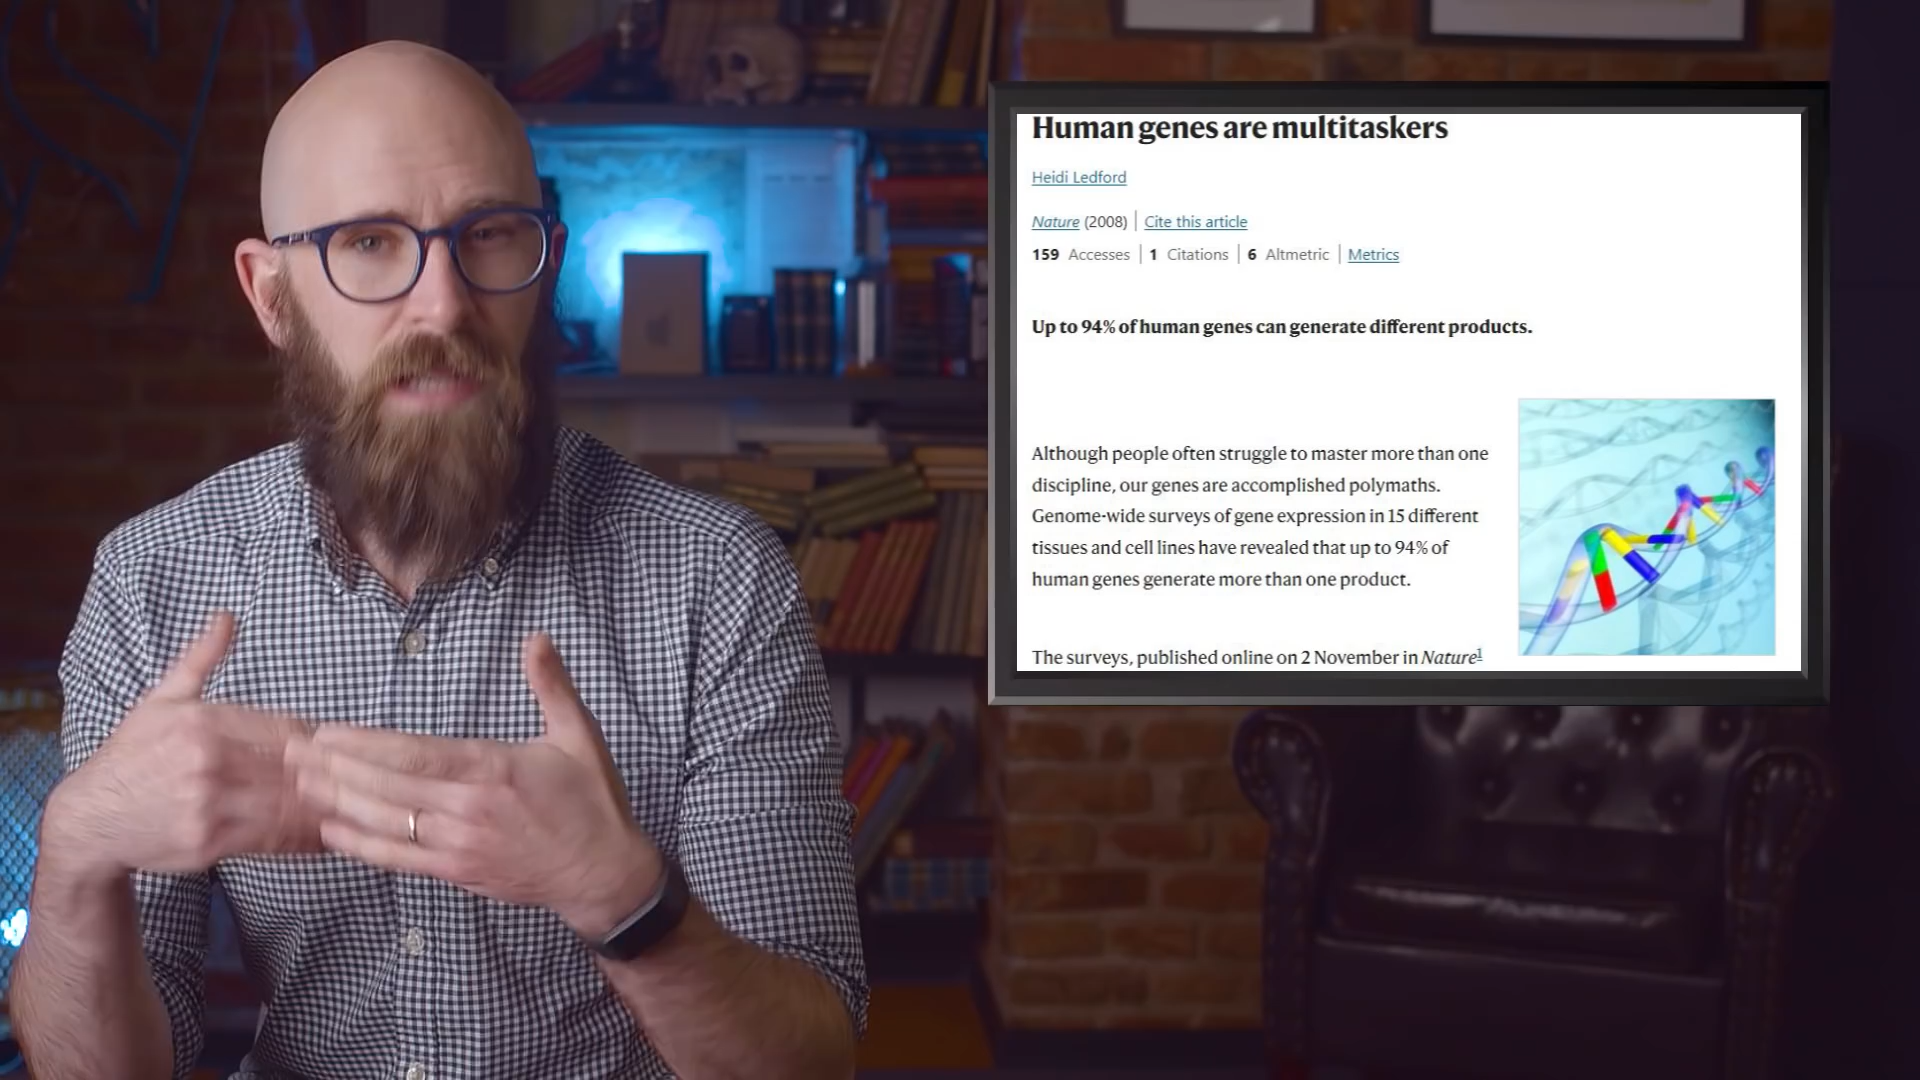 Human genes are multitaskers
Heidi Ledford
Nature (2008) | Cite this article
159 Accesses | 1 Citations | 6 Altmetric | Metrics
Up to 94% of human genes can generate different products.
Although people often struggle to master more than one
discipline, our genes are accomplished polymaths.
Genome-wide surveys of gene expression in 15 different
tissues and cell lines have revealed that up to 94% of
human genes generate more than one product.
The surveys, published online on 2 November in Nature1